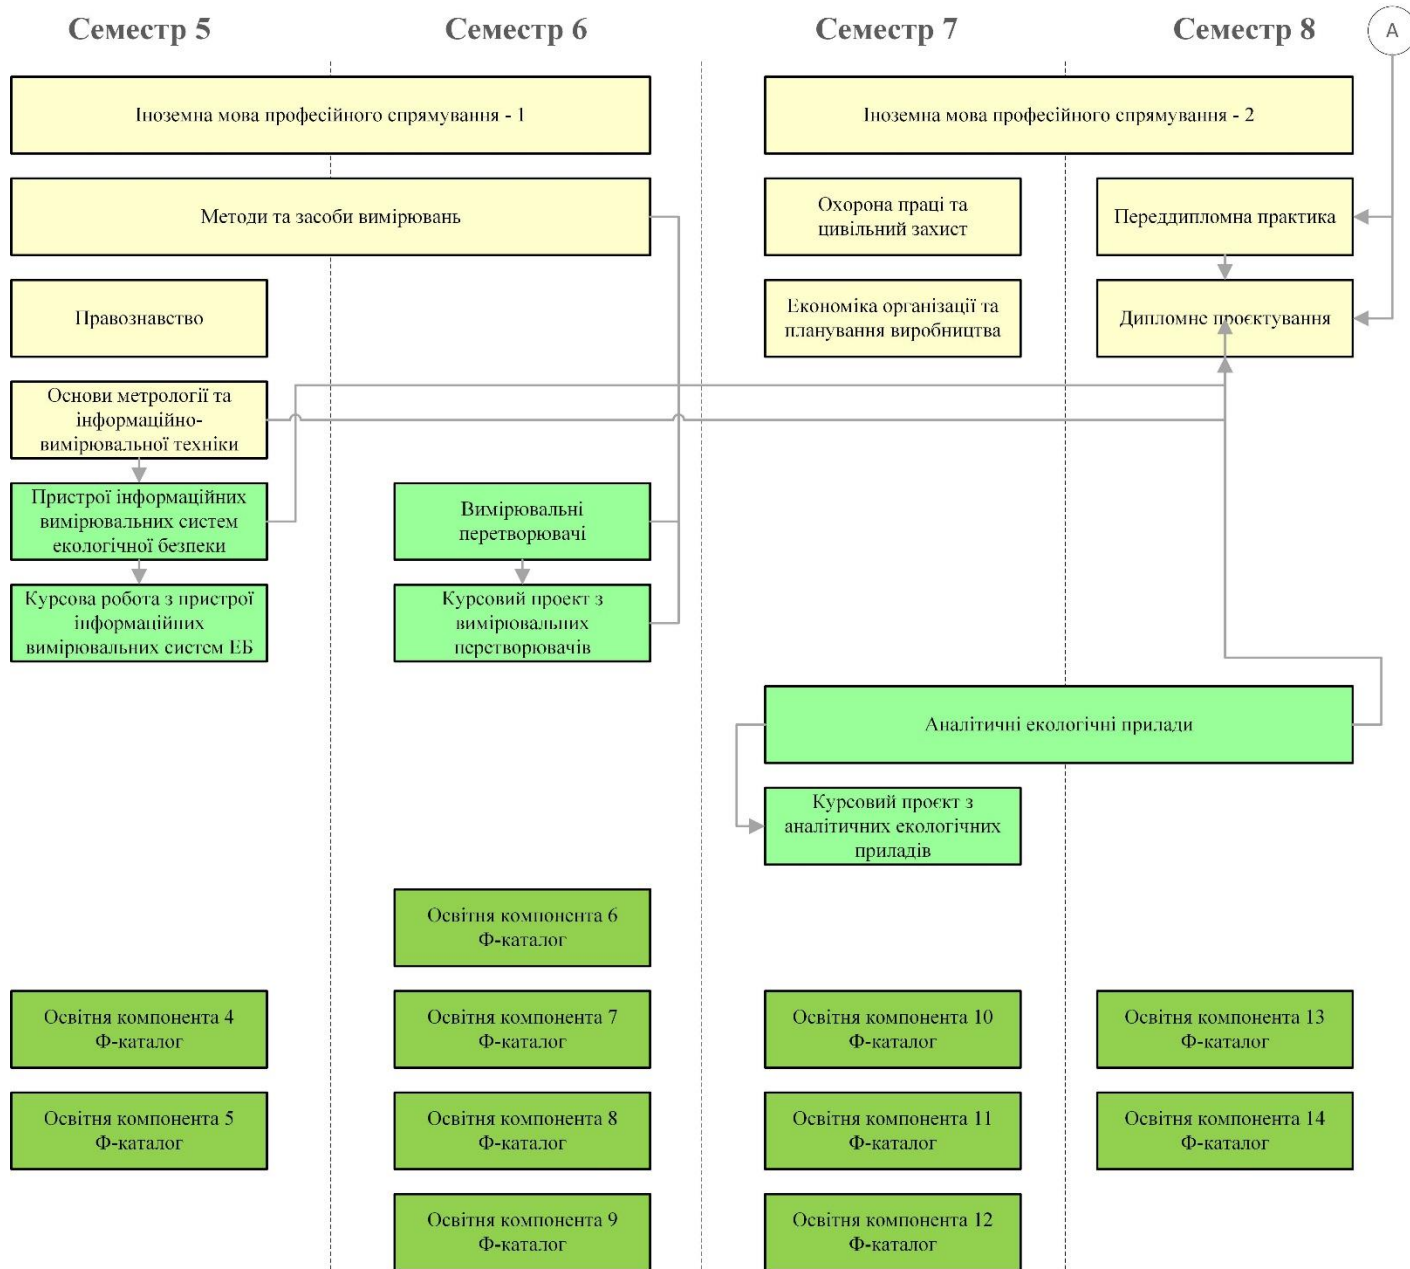 Семестр 5
Семестр 6
Семестр 7
Семестр 8
А
Іноземна мова професійного спрямування - 1
Іноземна мова професійного спрямування - 2
Методи та засоби вимірювань
Охорона праці та
цивільний захист
Переддипломна практика
Правознавство
Економіка організації та
планування виробництва
Дипломне проєктування
Основи метрології та
інформаційно-
вимірювальної техніки
Пристрої інформаційних
вимірювальних систем
екологічної безпеки
Вимірювальні
перетворювачі
Курсова робота з пристрої
інформаційних
вимірювальних систем ЕБ
Курсовий проект з
вимірювальних
перетворювачів
Аналітичні екологічні прилади
Курсовий проєкт з
аналітичних екологічних
приладів
Освітня компонента 6
Ф-каталог
Освітня компонента 4
Ф-каталог
Освітня компонента 7
Ф-каталог
Освітня компонента 10
Ф-каталог
Освітня компонента 13
Ф-каталог
Освітня компонента 5
Ф-каталог
Освітня компонента 8
Ф-каталог
Освітня компонента 11
Ф-каталог
Освітня компонента 14
Ф-каталог
Освітня компонента 9
Ф-каталог
Освітня компонента 12
Ф-каталог